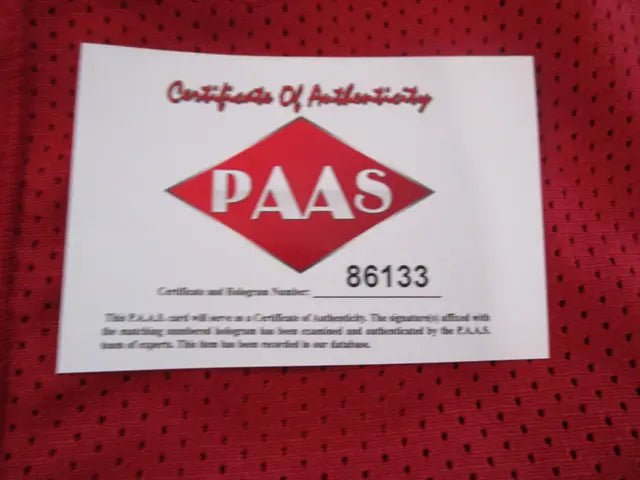 Certificate Of Authenticity
PAAS
Certificate and Hologram Number: 86133
This P.A.A.S. card will serve as a Certificate of Authenticity. The signature(s) affixed with
the matching numbered hologram has been examined and authenticated by the P.A.A.S.
team of experts. This item has been recorded in our database.